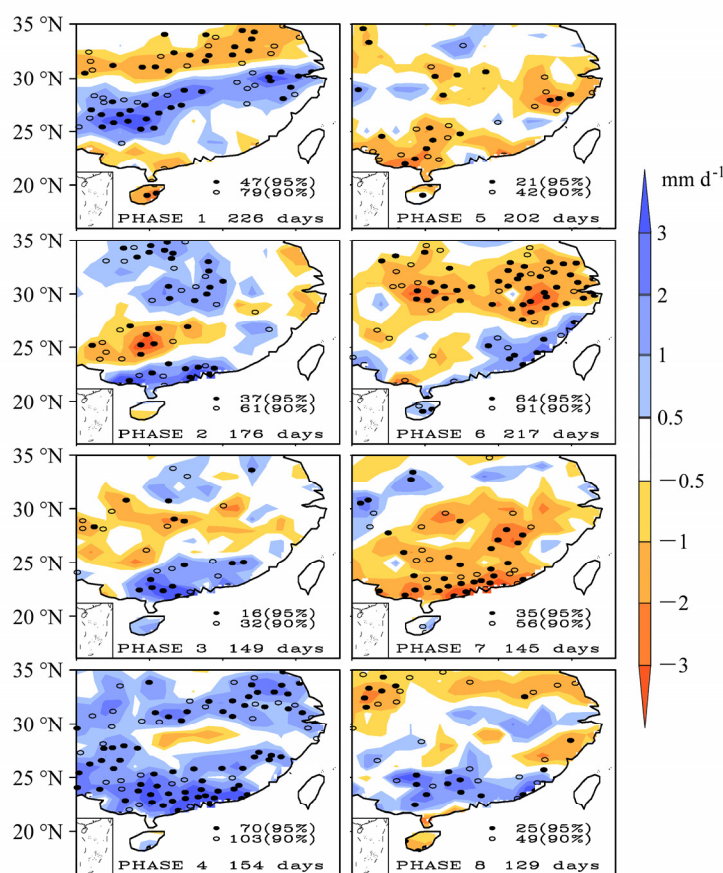 35 °N
30 °N
25 °N
20 °N
47(95%)
79(90%)
PHASE 1 226 days
21(95%)
42(90%)
PHASE 5 202 days
35 °N
30 °N
25 °N
20 °N
37(95%)
61(90%)
PHASE 2 176 days
64(95%)
91(90%)
PHASE 6 217 days
35 °N
30 °N
25 °N
20 °N
16(95%)
32(90%)
PHASE 3 149 days
35(95%)
56(90%)
PHASE 7 145 days
35 °N
30 °N
25 °N
20 °N
70(95%)
103(90%)
PHASE 4 154 days
25(95%)
49(90%)
PHASE 8 129 days
mm d⁻¹
3
2
1
0.5
−0.5
−1
−2
−3